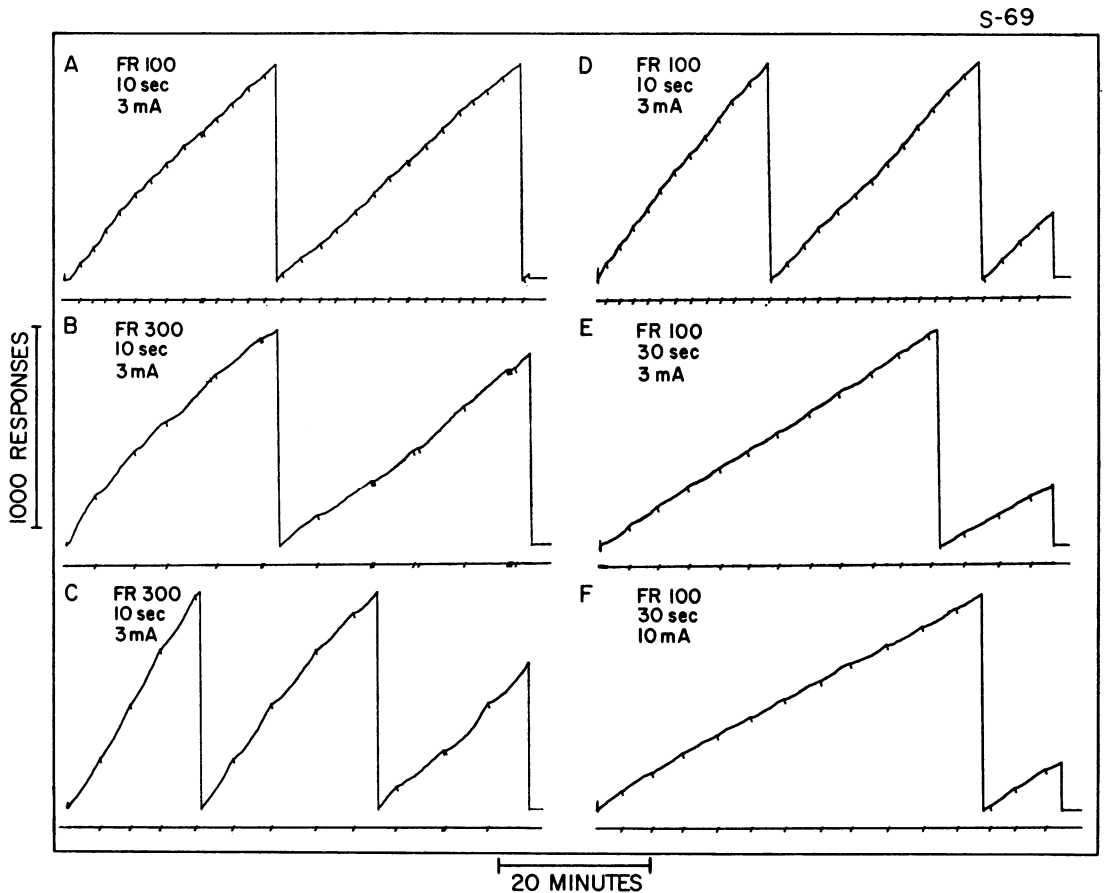 S-69
A
FR 100
10 sec
3 mA
B
FR 300
10 sec
3 mA
C
FR 300
10 sec
3 mA
D
FR 100
10 sec
3 mA
E
FR 100
30 sec
3 mA
F
FR 100
30 sec
10 mA
1000 RESPONSES
20 MINUTES